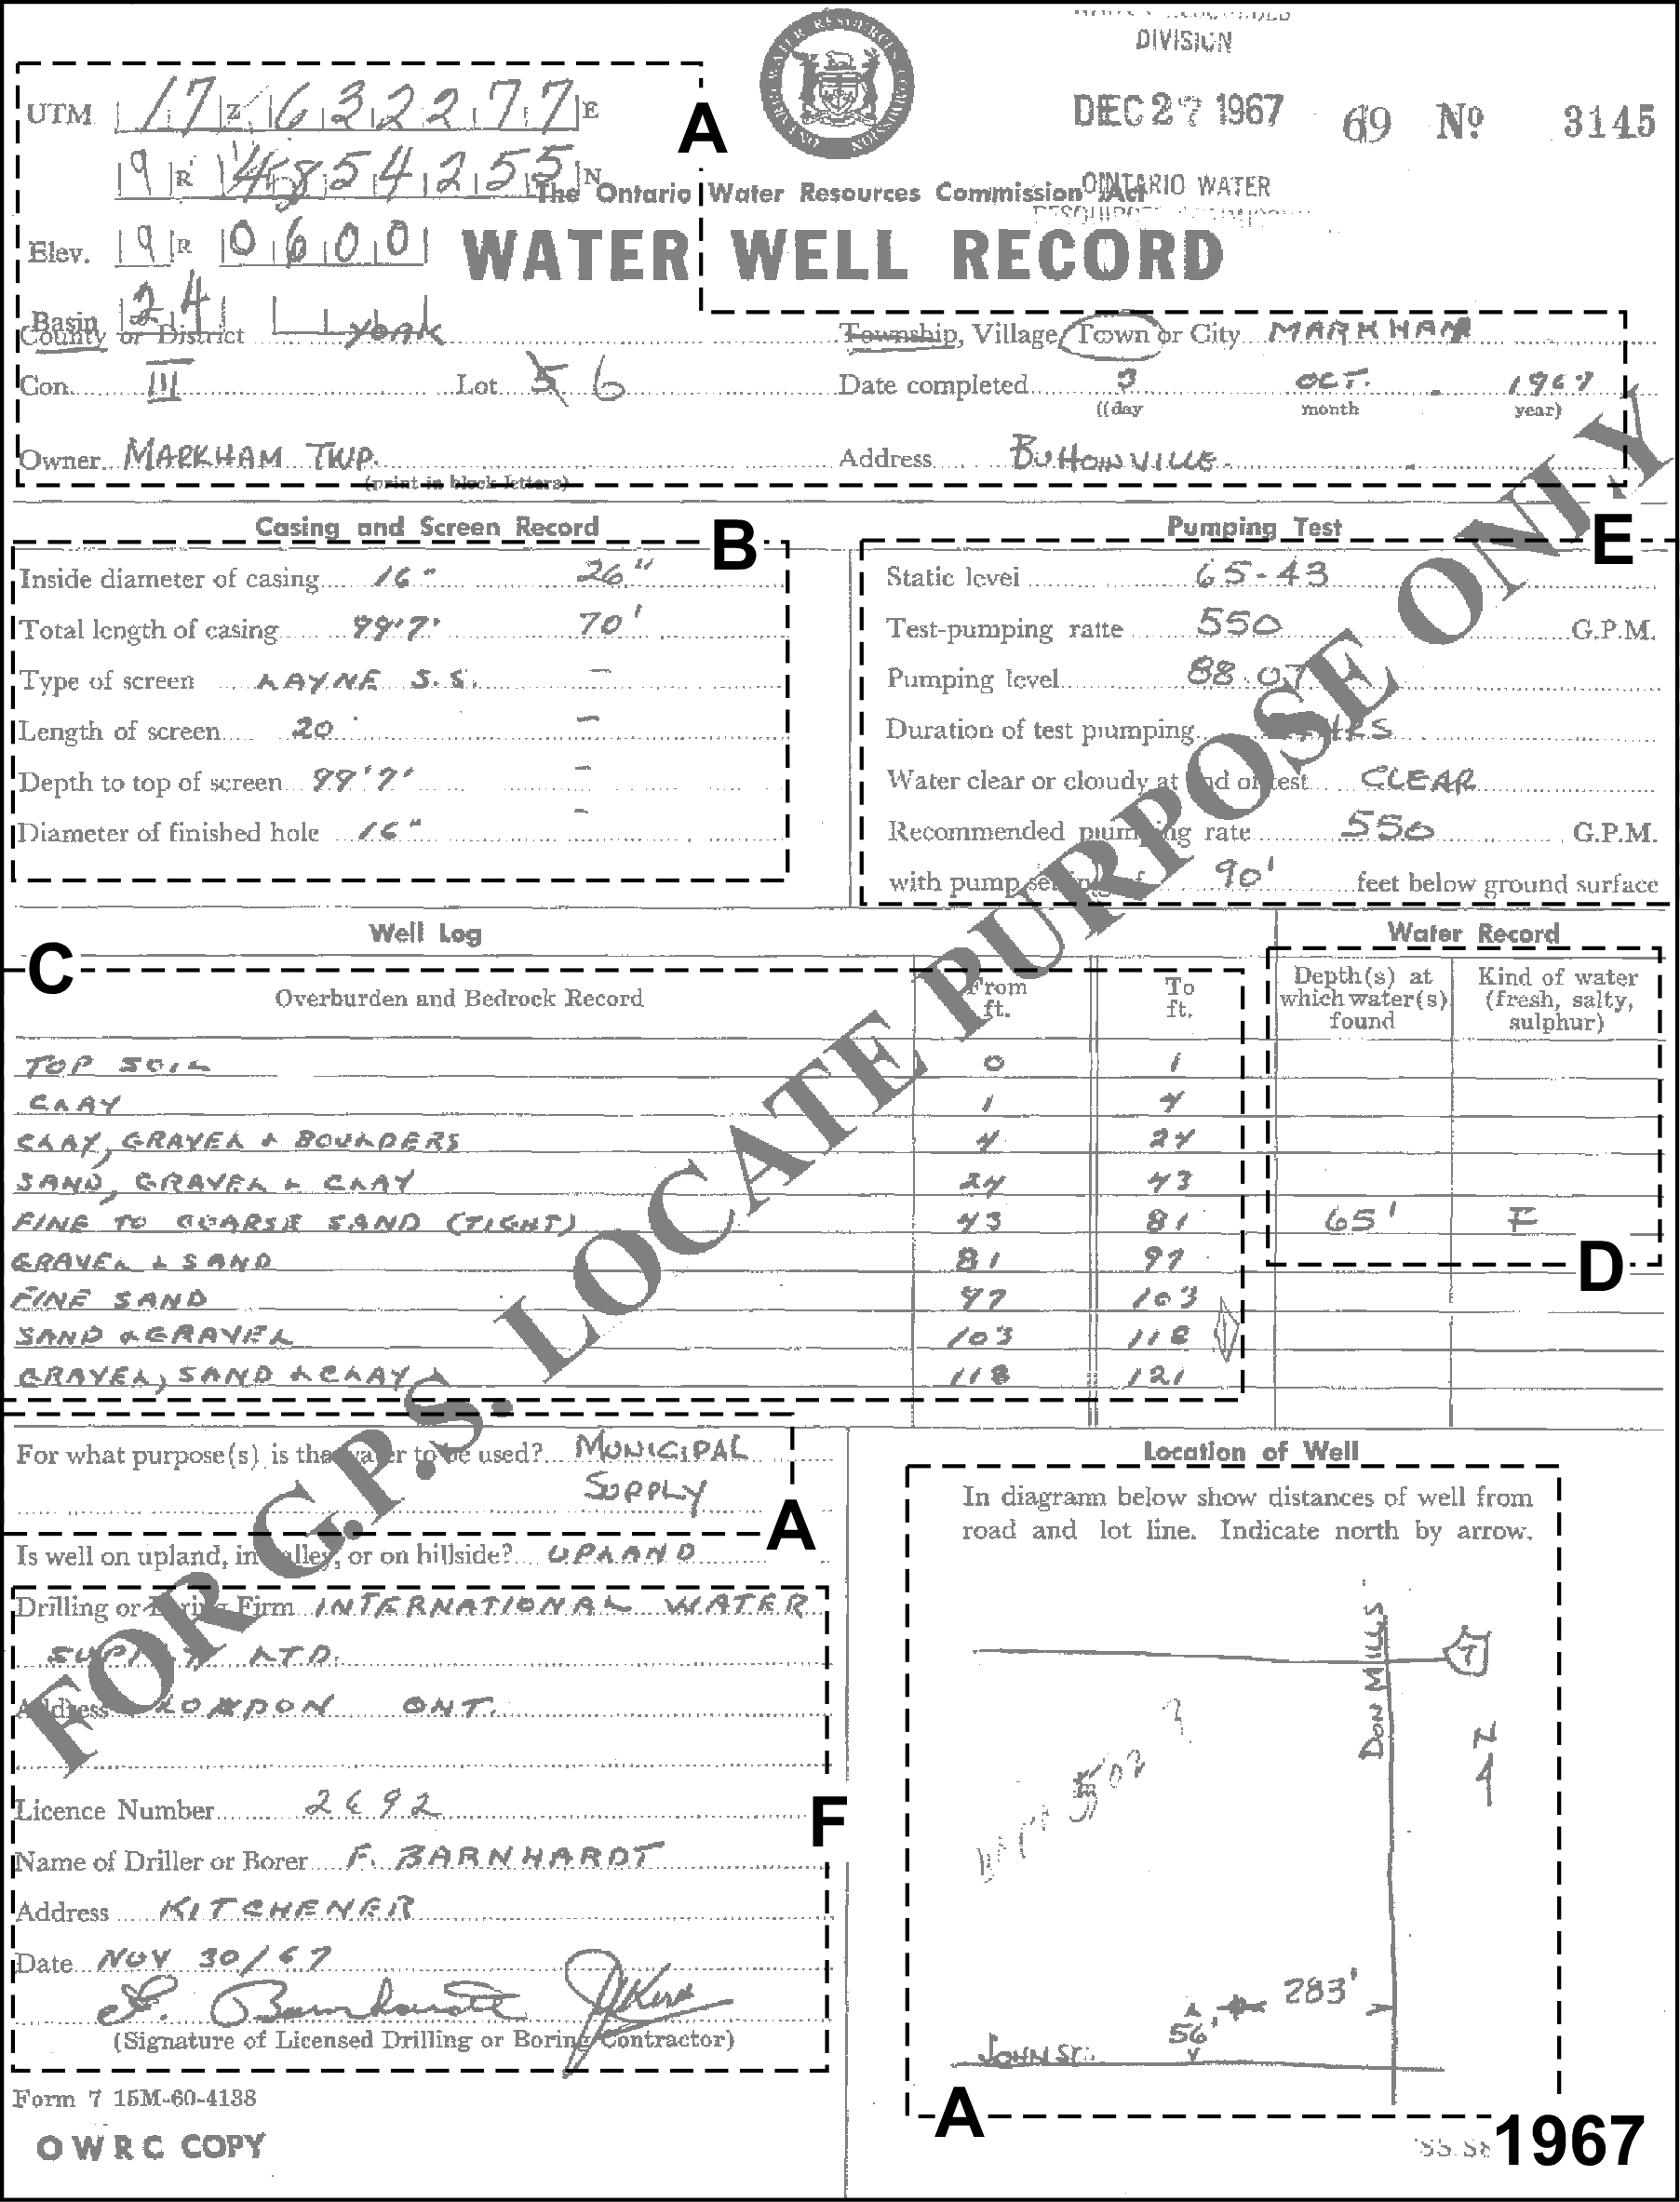 DIVISION
UTM 17 Z 632277 E
A
DEC 27 1967 69 Nº 3145
9 R 4854255 N
The Ontario Water Resources Commission Act
ONTARIO WATER
Elev. 9 R 0600
WATER WELL RECORD
Basin 24
County or District YORK Township, Village, Town or City MARKHAM
Con. III Lot 5 6 Date completed 3 OCT. 1967
(day month year)
Owner MARKHAM TWP. Address BUTTONVILLE
(print in block letters)
Casing and Screen Record B
Inside diameter of casing 16" 26"
Total length of casing 99'7' 70'
Type of screen LAYNE S.S. –
Length of screen 20' –
Depth to top of screen 99'7' –
Diameter of finished hole 16" –
Pumping Test E
Static level 65-43
Test-pumping rate 550 G.P.M.
Pumping level 88.07
Duration of test pumping HRS
Water clear or cloudy at end of test CLEAR
Recommended pumping rate 550 G.P.M.
with pump setting of 90' feet below ground surface
Well Log
C
Overburden and Bedrock Record From ft. To ft.
TOP SOIL 0 1
CLAY 1 4
CLAY, GRAVEL & BOULDERS 4 24
SAND, GRAVEL & CLAY 24 43
FINE TO COARSE SAND (TIGHT) 43 81
GRAVEL & SAND 81 97
FINE SAND 97 103
SAND & GRAVEL 103 118
GRAVEL, SAND & CLAY 118 121
Water Record
Depth(s) at which water(s) found
Kind of water (fresh, salty, sulphur)
65' F
D
For what purpose(s) is the water to be used? MUNICIPAL
SUPPLY
A
Is well on upland, in valley, or on hillside? UPLAND
Drilling or Boring Firm INTERNATIONAL WATER
SUPPLY LTD.
Address LONDON ONT.
Licence Number 2692
F
Name of Driller or Borer F. BARNHARDT
Address KITCHENER
Date NOV 30/67
F. Barnhardt
(Signature of Licensed Drilling or Boring Contractor)
Form 7 15M-60-4138
OWRC COPY
Location of Well
In diagram below show distances of well from
road and lot line. Indicate north by arrow.
DON MILLS
7
N
283'
56'
JOHN ST.
A
1967
FOR G.P.S. LOCATE PURPOSE ONLY